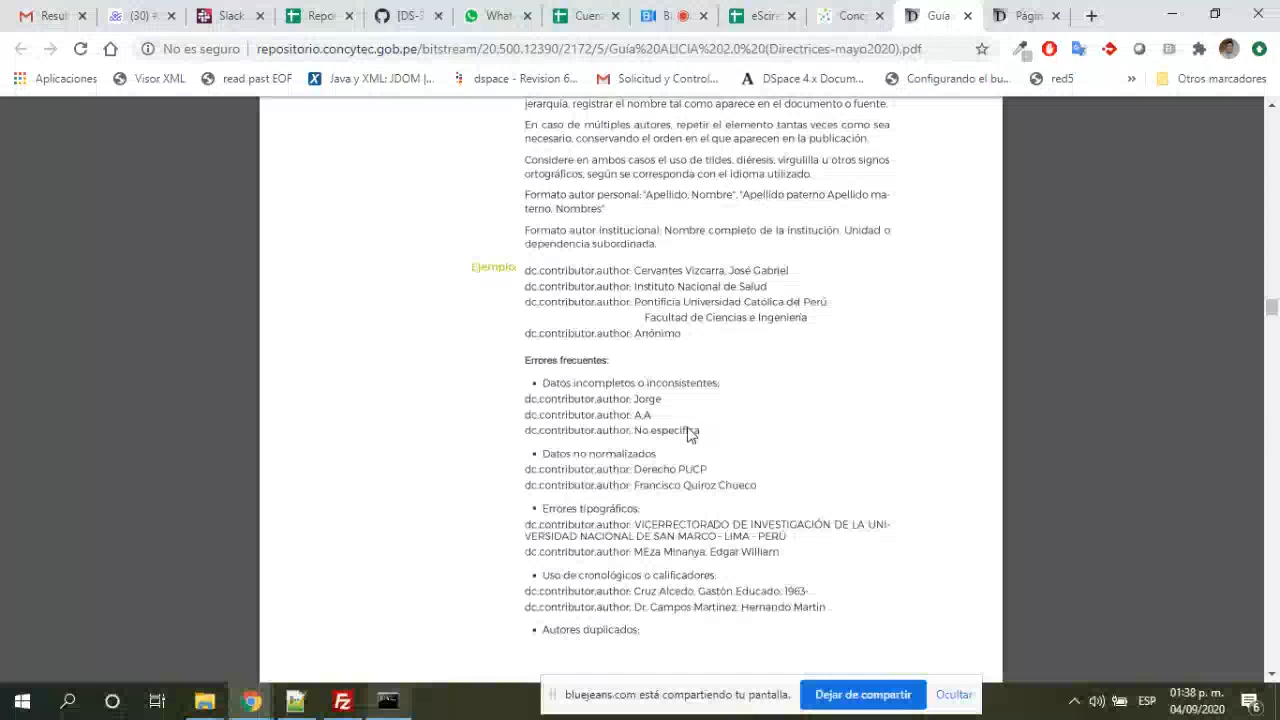 Resu
(30)
Slack
Repo
DS-3
What
Cuen
Bl
eScire
Conc
Guía
Págin
No es seguro | repositorio.concytec.gob.pe/bitstream/20.500.12390/2172/5/Guía%20ALICIA%202.0%20(Directrices-mayo2020).pdf
Aplicaciones
Visor XML
read past EOF
Java y XML: JDOM |...
dspace - Revision 6...
Solicitud y Control...
DSpace 4.x Docum...
Configurando el bu...
red5
»
Otros marcadores
jerarquía, registrar el nombre tal como aparece en el documento o fuente.
En caso de múltiples autores, repetir el elemento tantas veces como sea
necesario, conservando el orden en el que aparecen en la publicación.
Considere en ambos casos el uso de tildes, diéresis, virgulilla u otros signos
ortográficos, según se corresponda con el idioma utilizado.
Formato autor personal: "Apellido, Nombre", "Apellido paterno Apellido ma-
terno, Nombres"
Formato autor institucional: Nombre completo de la institución. Unidad o
dependencia subordinada.
Ejemplo:
dc.contributor.author: Cervantes Vizcarra, José Gabriel
dc.contributor.author: Instituto Nacional de Salud
dc.contributor.author: Pontificia Universidad Católica del Perú.
Facultad de Ciencias e Ingeniería
dc.contributor.author: Anónimo
Errores frecuentes:
• Datos incompletos o inconsistentes:
dc.contributor.author: Jorge
dc.contributor.author: A.A
dc.contributor.author: No especifica
• Datos no normalizados
dc.contributor.author: Derecho PUCP
dc.contributor.author: Francisco Quiroz Chueco
• Errores tipográficos:
dc.contributor.author: VICERRECTORADO DE INVESTIGACIÓN DE LA UNI-
VERSIDAD NACIONAL DE SAN MARCO - LIMA - PERÚ
dc.contributor.author: MEza MInanya, Edgar William
• Uso de cronológicos o calificadores:
dc.contributor.author: Cruz Alcedo, Gastón Educado, 1963-
dc.contributor.author: Dr. Campos Martinez, Hernando Martin
• Autores duplicados:
bluejeans.com está compartiendo tu pantalla.
Dejar de compartir
Ocultar
ESP
01:38 p. m.
04/09/2020
6